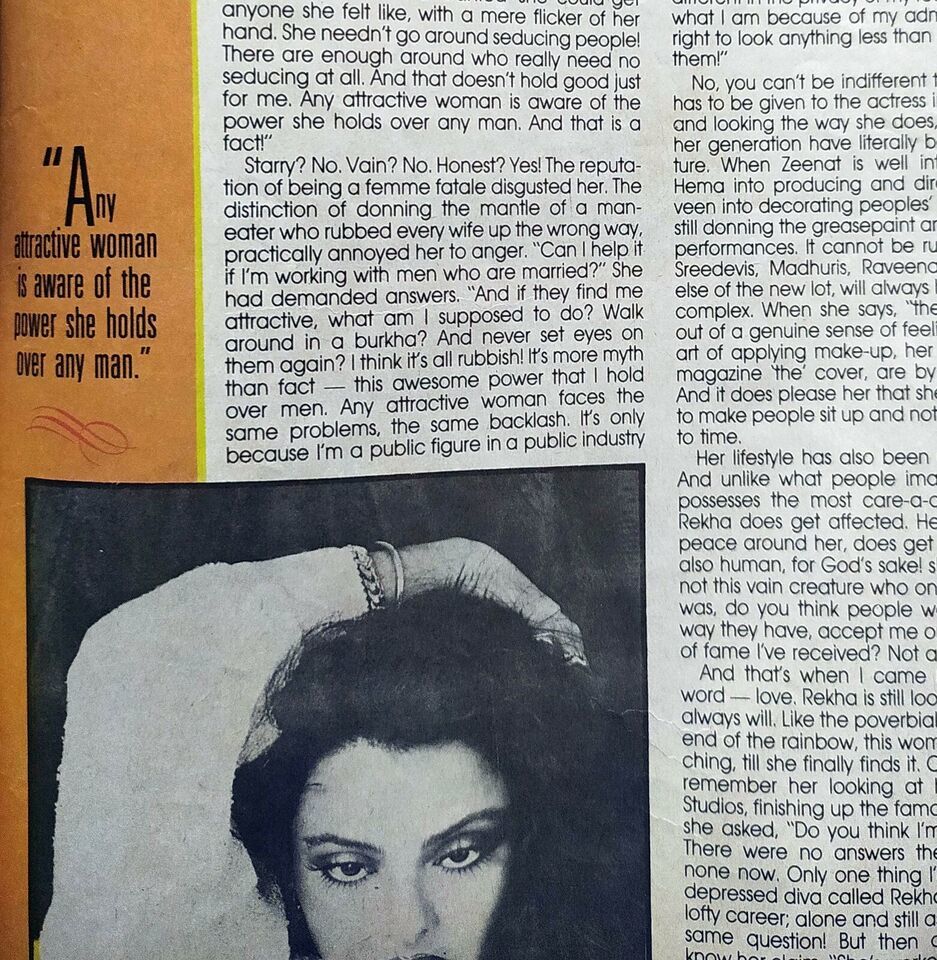 "Any
attractive woman
is aware of the
power she holds
over any man."
anyone she felt like, with a mere flicker of her
hand. She needn't go around seducing people!
There are enough around who really need no
seducing at all. And that doesn't hold good just
for me. Any attractive woman is aware of the
power she holds over any man. And that is a
fact!"
Starry? No. Vain? No. Honest? Yes! The reputa-
tion of being a femme fatale disgusted her. The
distinction of donning the mantle of a man-
eater who rubbed every wife up the wrong way,
practically annoyed her to anger. "Can I help it
if I'm working with men who are married?" She
had demanded answers. "And if they find me
attractive, what am I supposed to do? Walk
around in a burkha? And never set eyes on
them again? I think it's all rubbish! It's more myth
than fact — this awesome power that I hold
over men. Any attractive woman faces the
same problems, the same backlash. It's only
because I'm a public figure in a public industry
what I am because of my
right to look anything less than
them!"
No, you can't be indifferent
has to be given to the actress
and looking the way she does,
her generation have literally
ture. When Zeenat is well
Hema into producing and
veen into decorating peoples'
still donning the greasepaint
performances. It cannot be
Sreedevis, Madhuris,
else of the new lot, will always
complex. When she says,
out of a genuine sense of
art of applying make-up, her
magazine 'the' cover, are by
And it does please her that
to make people sit up and
to time.
Her lifestyle has also been
And unlike what people
possesses the most
Rekha does get affected.
peace around her, does get
also human, for God's sake!
not this vain creature who
was, do you think people
way they have, accept me
of fame I've received? Not
And that's when I came
word — love. Rekha is still
always will. Like the poverbial
end of the rainbow, this
ching, till she finally finds it.
remember her looking at
Studios, finishing up the
she asked, "Do you think I'm
There were no answers
none now. Only one thing
depressed diva called
lofty career; alone and still
same question! But then
know her claim, "She's